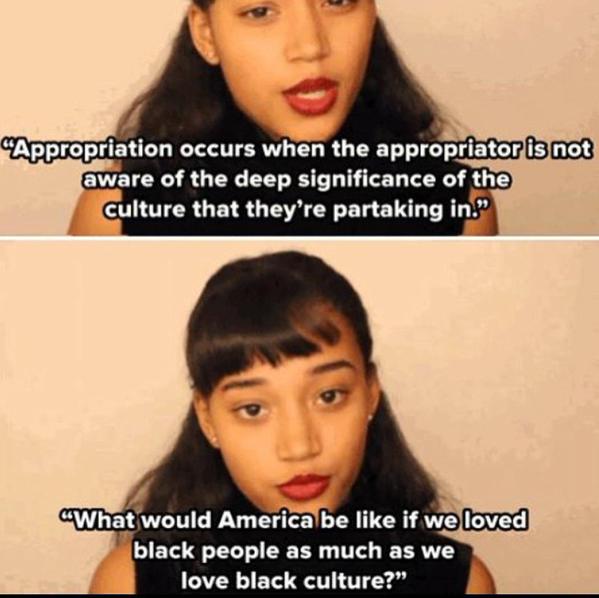 “Appropriation occurs when the appropriator is not
aware of the deep significance of the
culture that they’re partaking in.”
“What would America be like if we loved
black people as much as we
love black culture?”